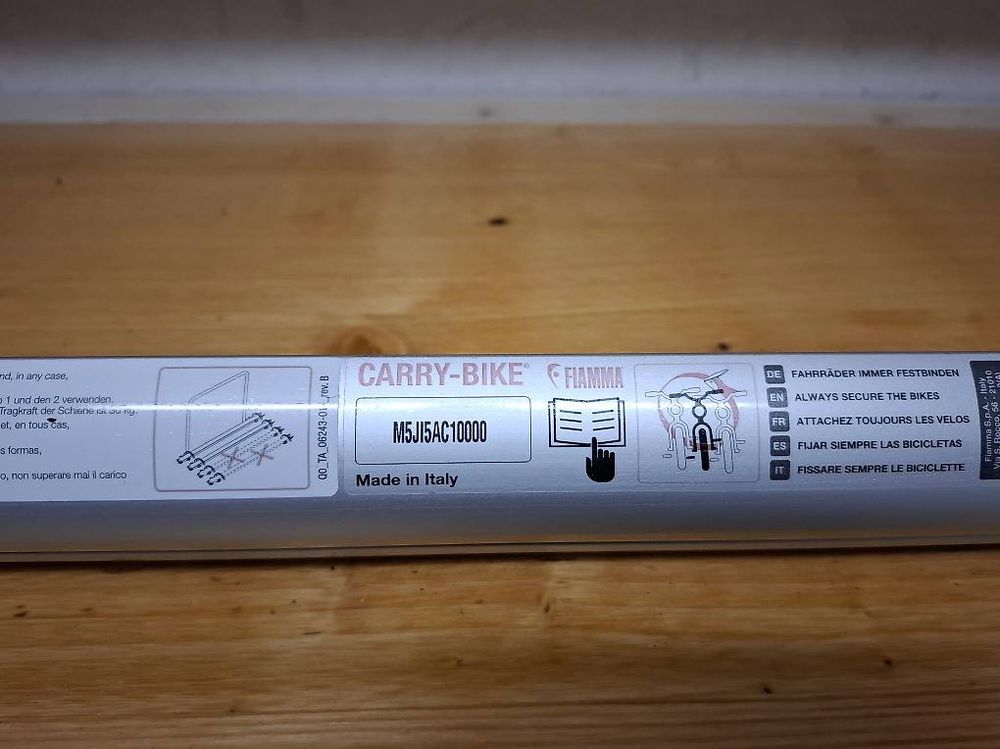 nd, in any case,
o 1 und den 2 verwenden.
Tragkraft der Schiene ist 50 kg.
et, en tous cas,
s formas,
o, non superare mai il carico
CARRY-BIKE®
FIAMMA
M5JI5AC10000
Made in Italy
DE FAHRRÄDER IMMER FESTBINDEN
EN ALWAYS SECURE THE BIKES
FR ATTACHEZ TOUJOURS LES VELOS
ES FIJAR SIEMPRE LAS BICICLETAS
IT FISSARE SEMPRE LE BICICLETTE
Fiamma S.p.A.